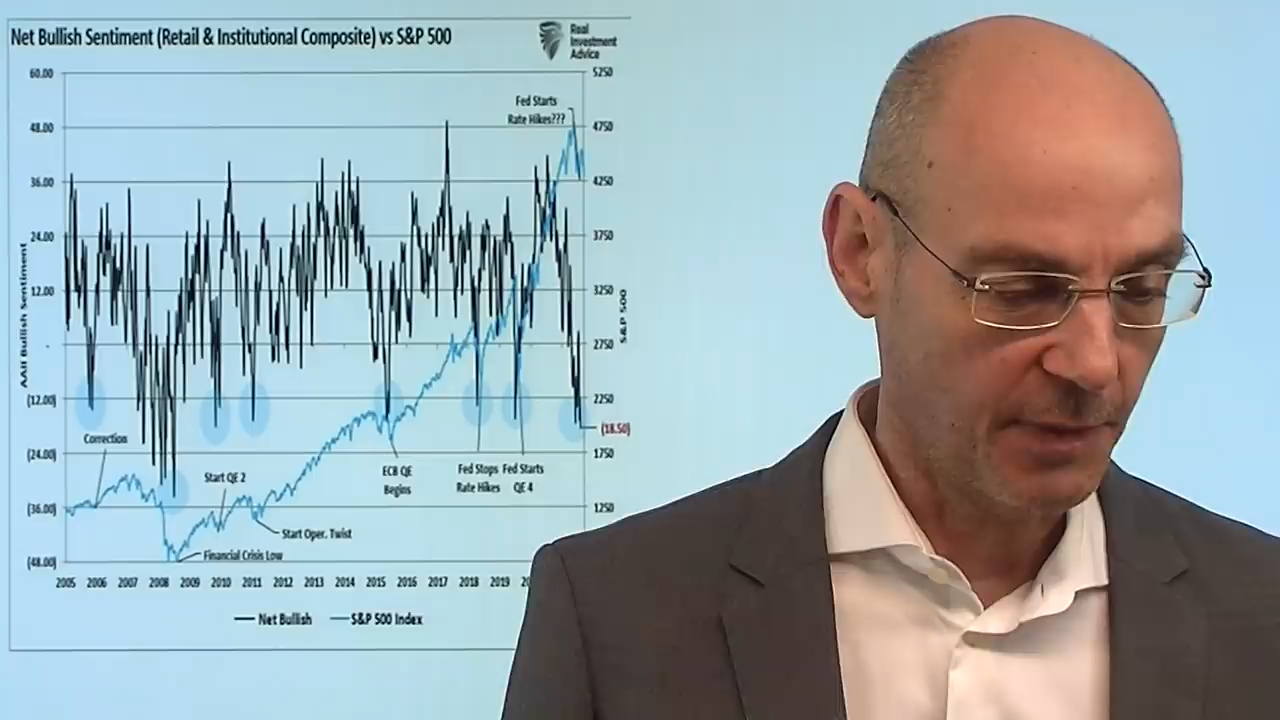 Net Bullish Sentiment (Retail & Institutional Composite) vs S&P 500
Real
Investment
Advice
60.00
48.00
36.00
24.00
12.00
-
(12.00)
(24.00)
(36.00)
(48.00)
AAII Bullish Sentiment
5250
4750
4250
3750
3250
2750
2250
(18.50)
1750
1250
S&P 500
Fed Starts
Rate Hikes???
Correction
Start QE 2
ECB QE
Begins
Fed Stops
Rate Hikes
Fed Starts
QE 4
Start Oper. Twist
Financial Crisis Low
2005 2006 2007 2008 2009 2010 2011 2012 2013 2014 2015 2016 2017 2018 2019
Net Bullish
S&P 500 Index